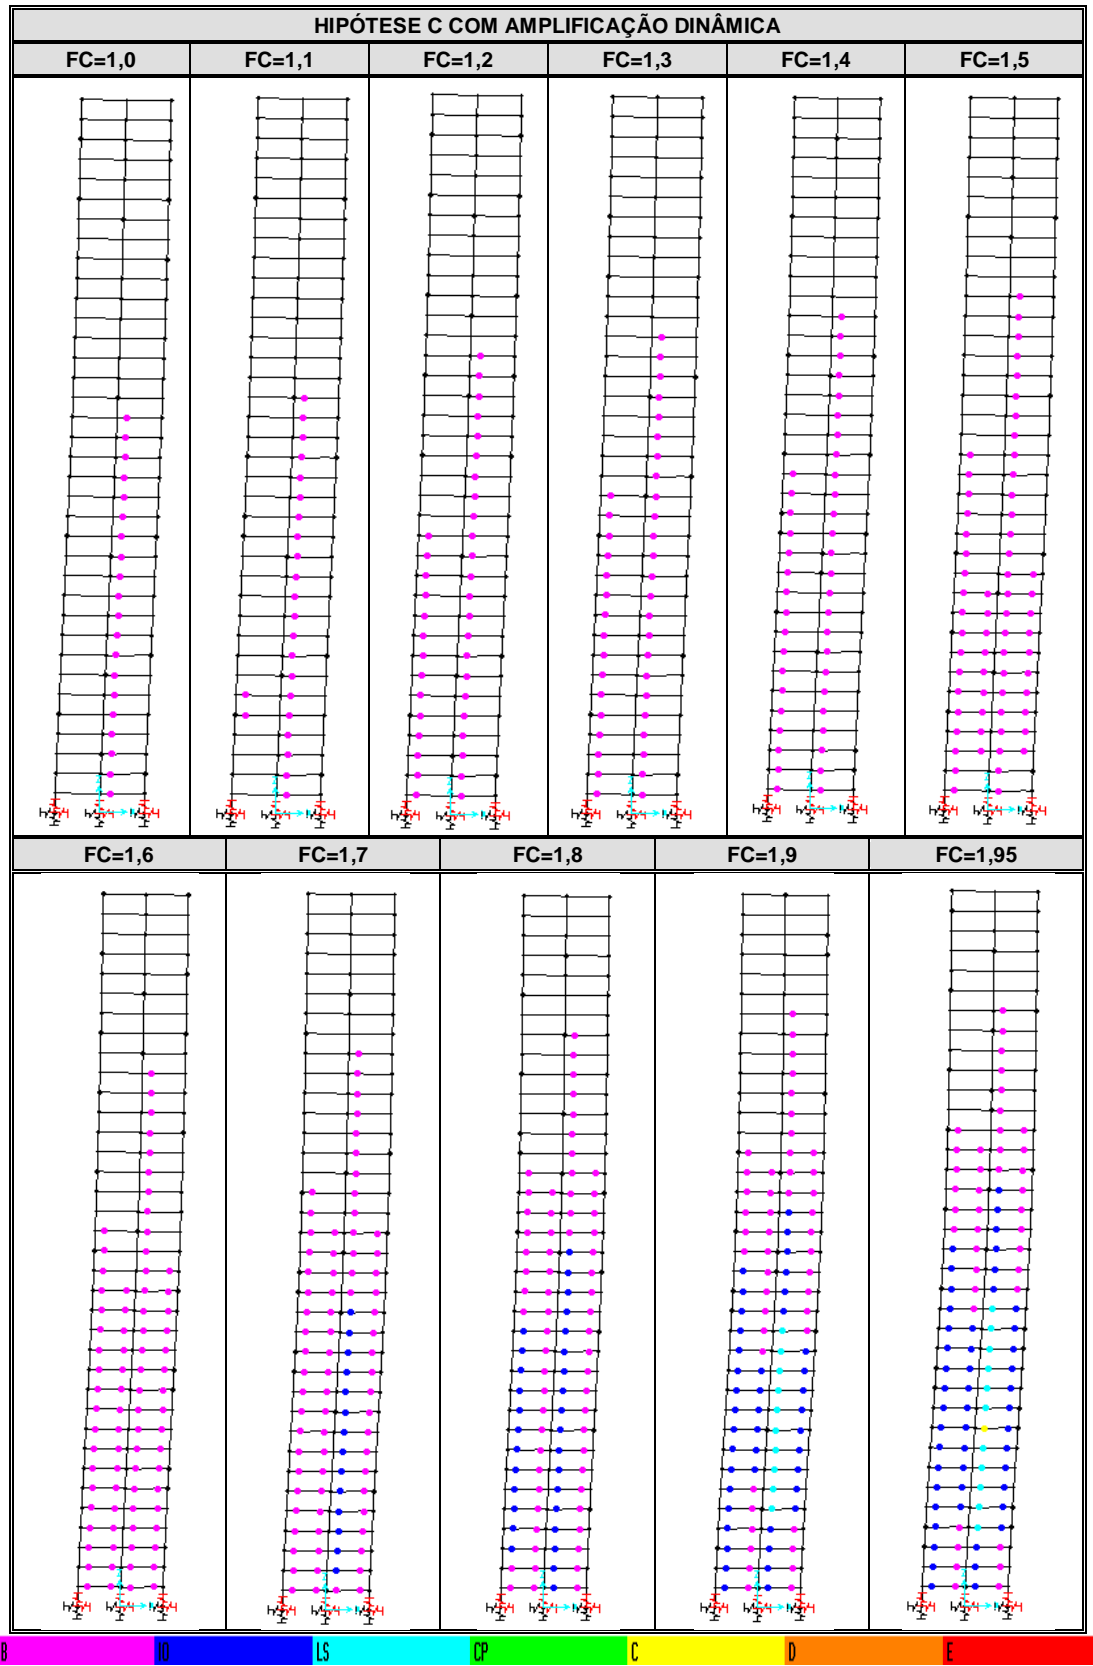 HIPÓTESE C COM AMPLIFICAÇÃO DINÂMICA
FC=1,0 FC=1,1 FC=1,2 FC=1,3 FC=1,4 FC=1,5
FC=1,6 FC=1,7 FC=1,8 FC=1,9 FC=1,95
B IO LS CP C D E